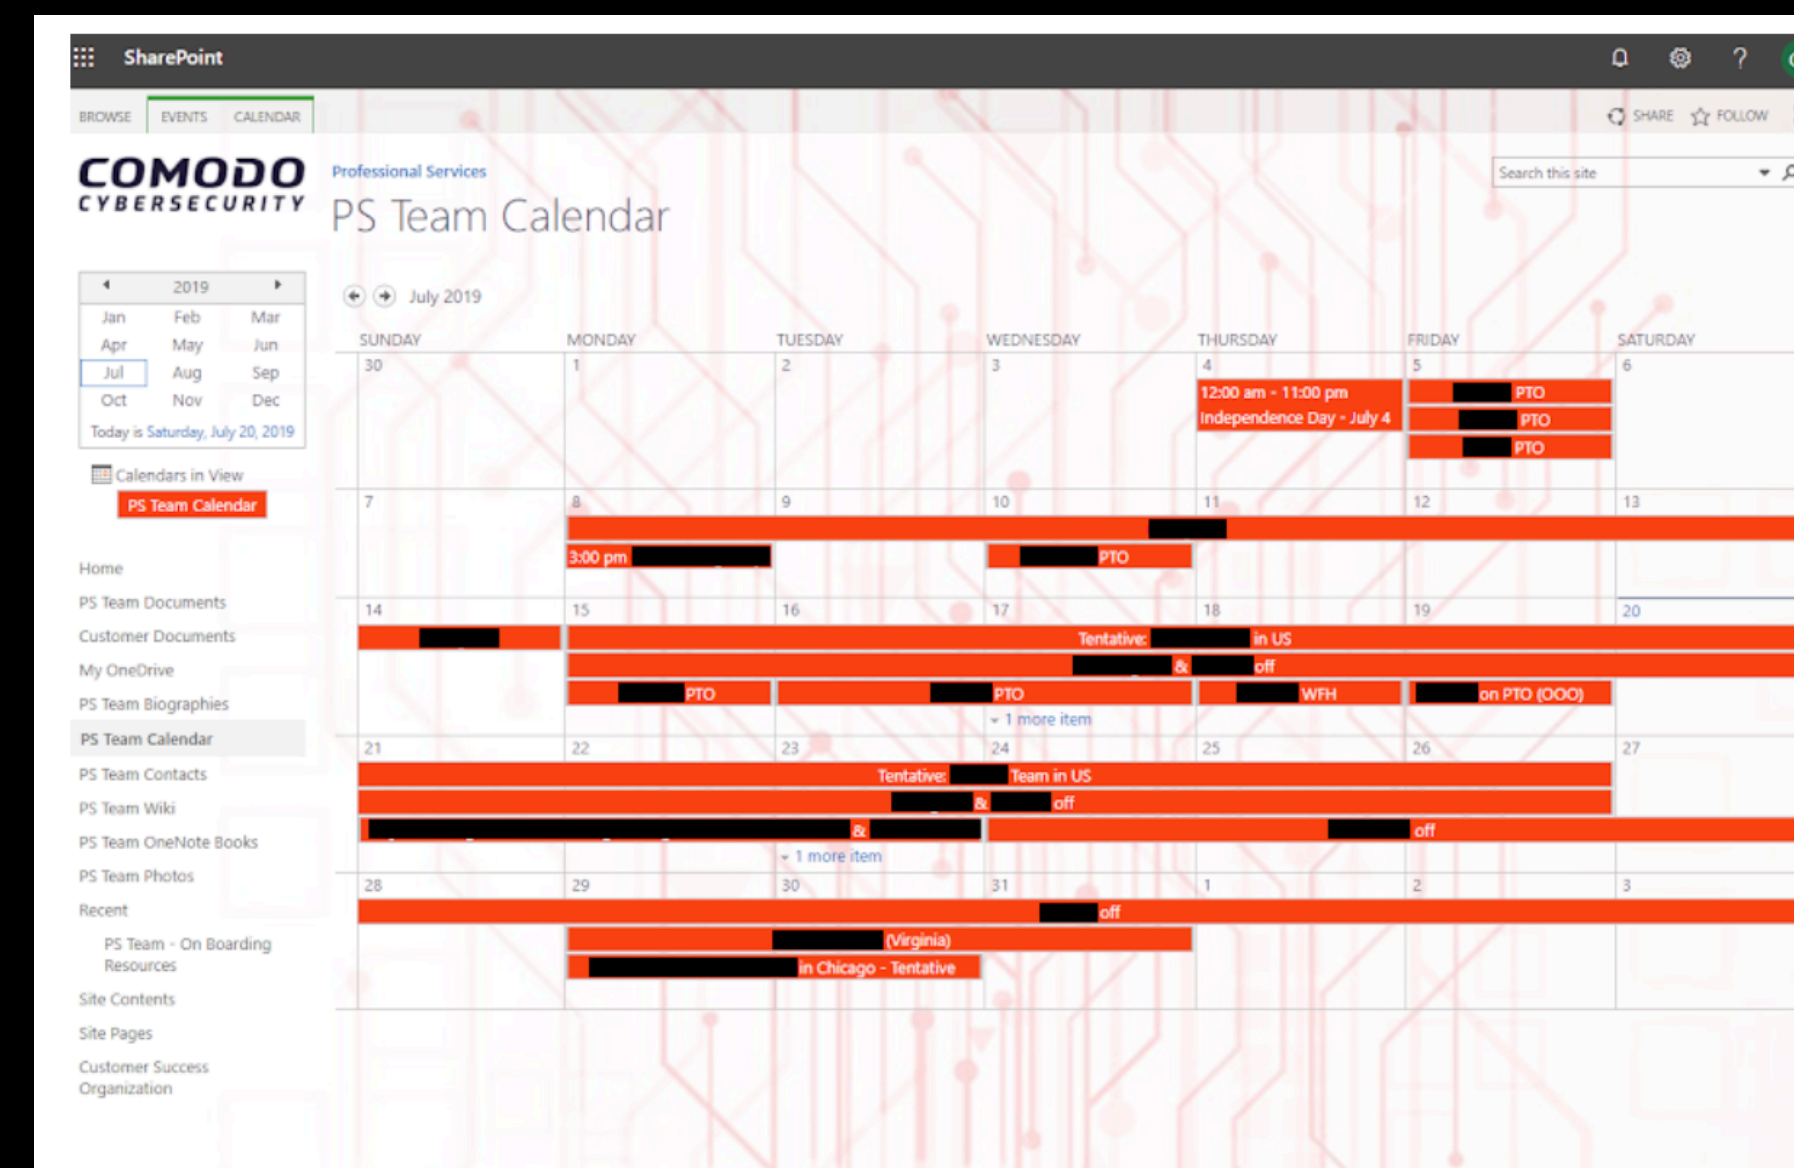 SharePoint
?
BROWSE EVENTS CALENDAR
SHARE FOLLOW
COMODO
CYBERSECURITY
Professional Services
PS Team Calendar
Search this site
2019
Jan Feb Mar
Apr May Jun
Jul Aug Sep
Oct Nov Dec
Today is Saturday, July 20, 2019
Calendars in View
PS Team Calendar
Home
PS Team Documents
Customer Documents
My OneDrive
PS Team Biographies
PS Team Calendar
PS Team Contacts
PS Team Wiki
PS Team OneNote Books
PS Team Photos
Recent
PS Team - On Boarding
Resources
Site Contents
Site Pages
Customer Success
Organization
July 2019
SUNDAY MONDAY TUESDAY WEDNESDAY THURSDAY FRIDAY SATURDAY
30 1 2 3 4 5 6
12:00 am - 11:00 pm
Independence Day - July 4
PTO
PTO
PTO
7 8 9 10 11 12 13
3:00 pm
PTO
14 15 16 17 18 19 20
Tentative: in US
& off
PTO PTO WFH on PTO (OOO)
1 more item
21 22 23 24 25 26 27
Tentative: Team in US
& off
& off
1 more item
28 29 30 31 1 2 3
off
(Virginia)
in Chicago - Tentative